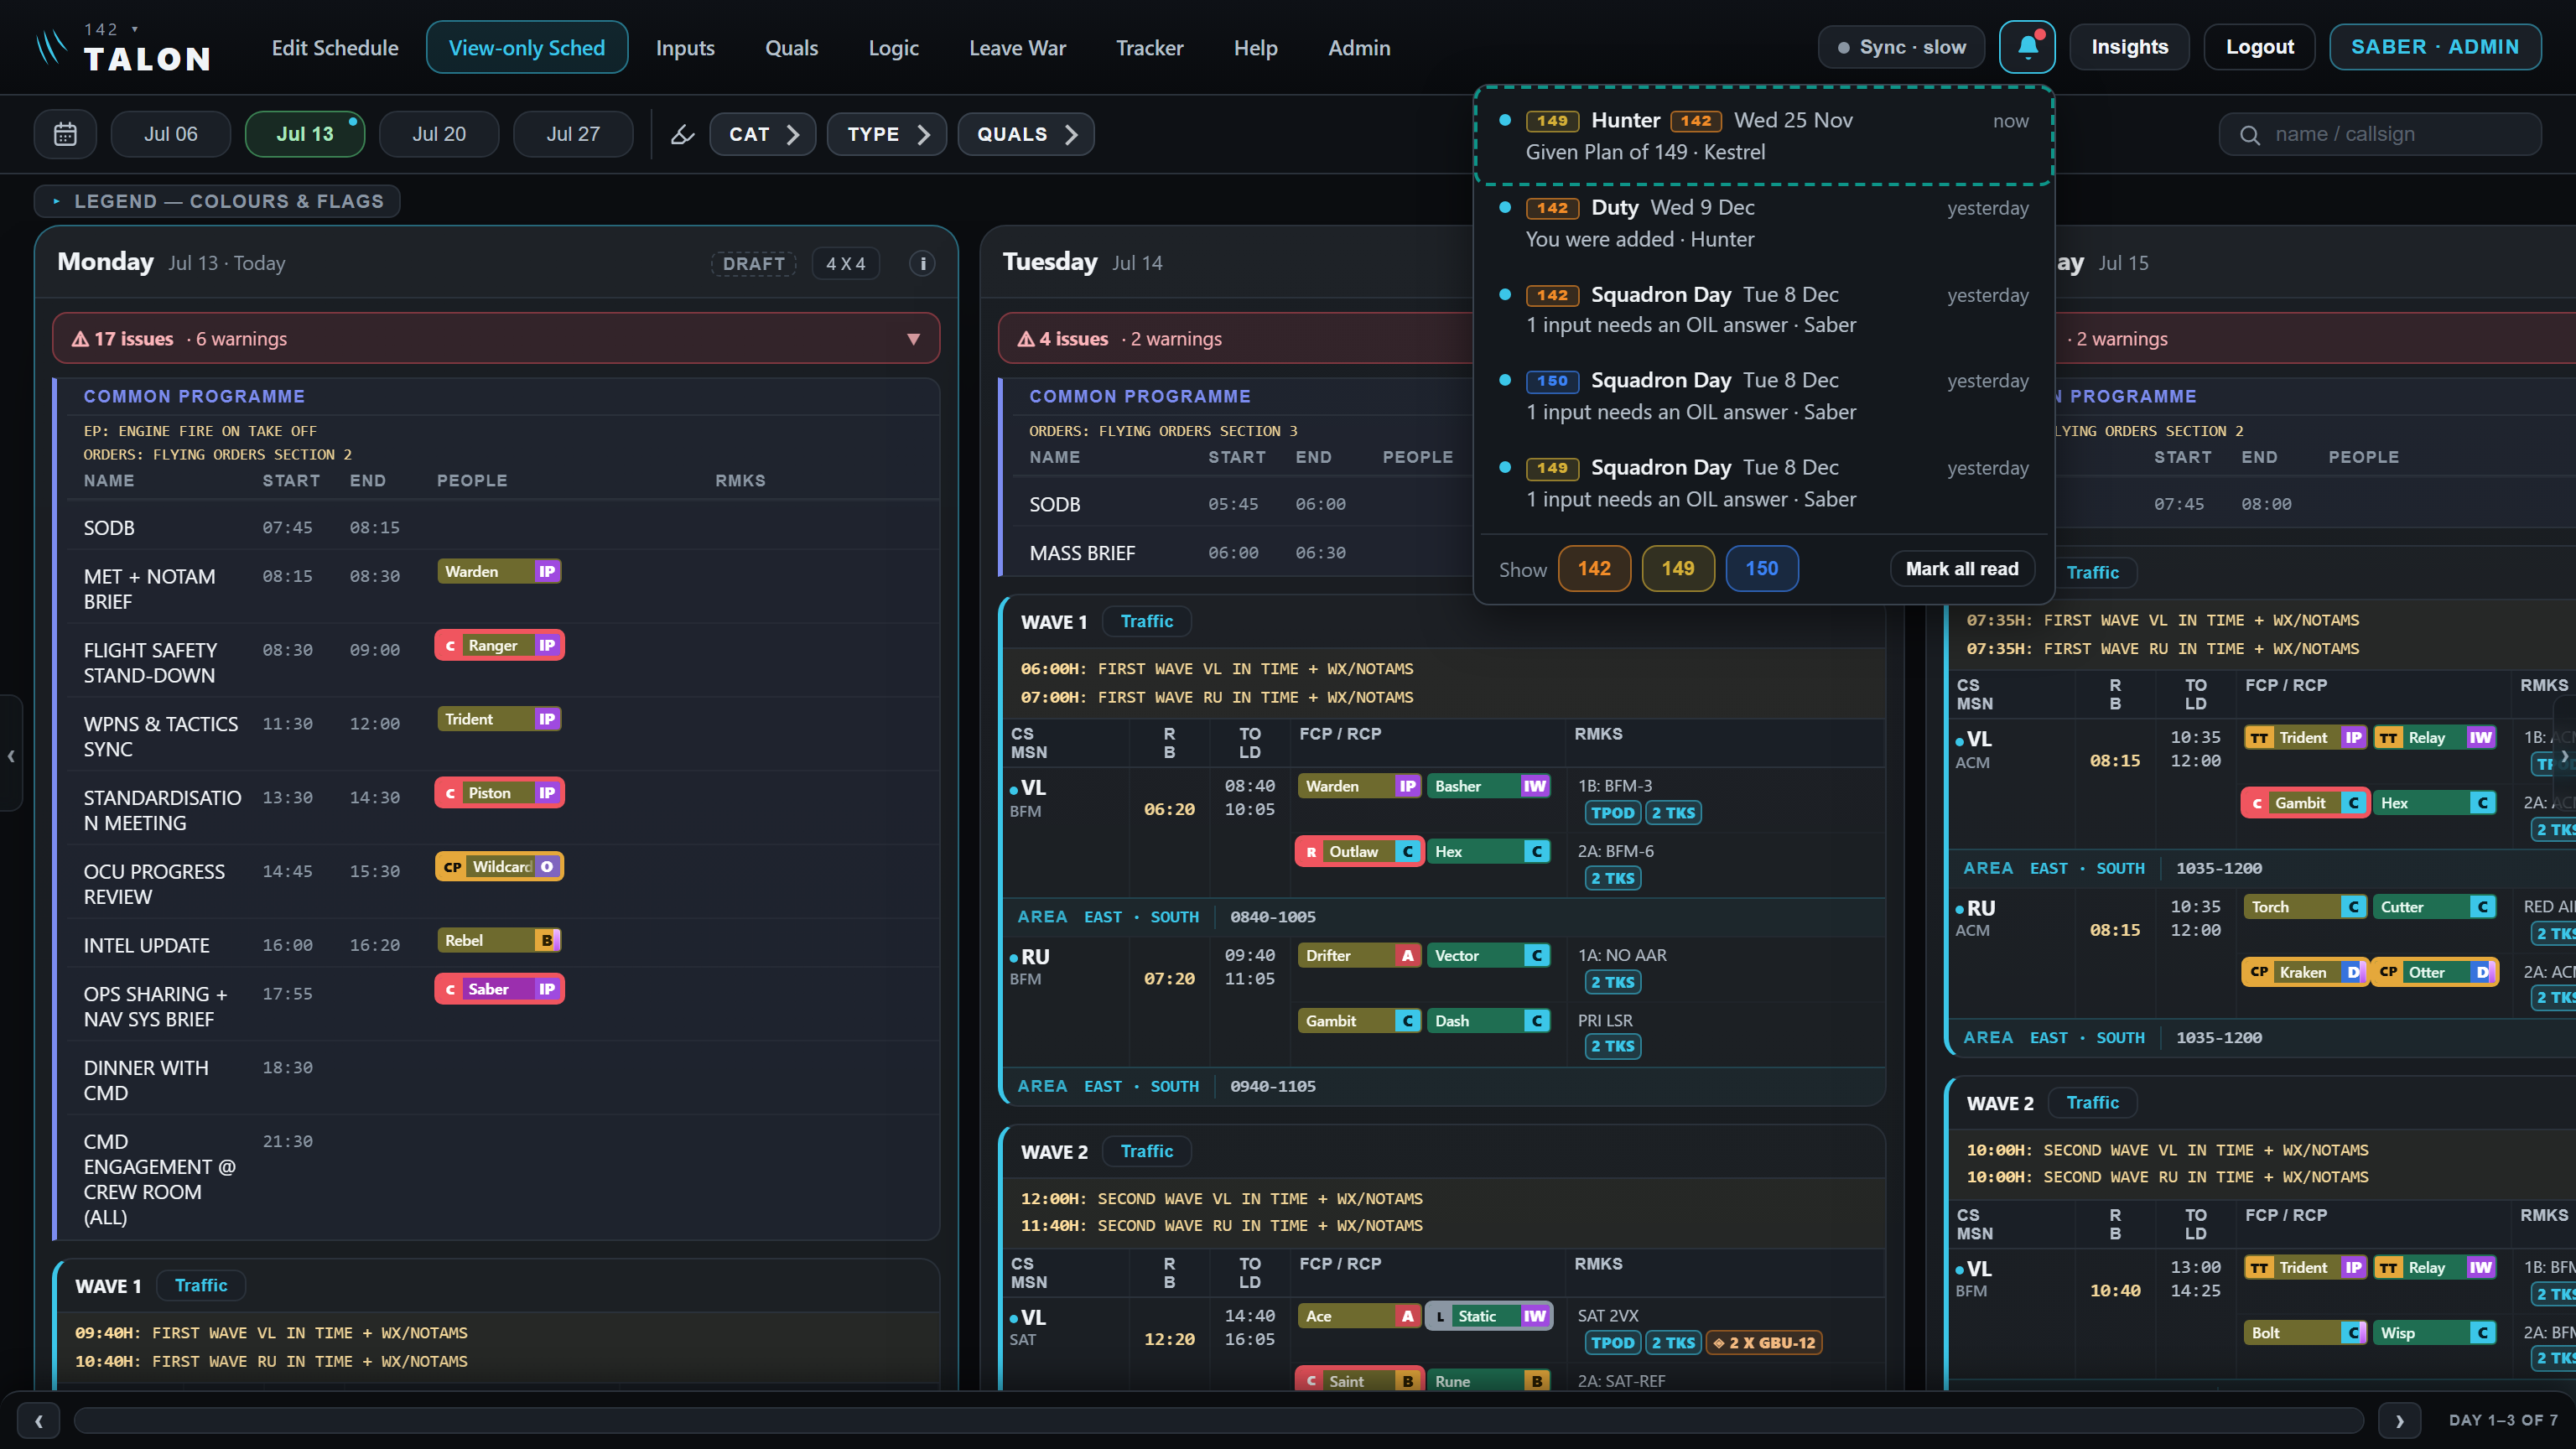 142 ▾
TALON
Edit Schedule
View-only Sched
Inputs
Quals
Logic
Leave War
Tracker
Help
Admin
Sync · slow
Insights
Logout
SABER · ADMIN
Jul 06
Jul 13
Jul 20
Jul 27
CAT
TYPE
QUALS
name / callsign
LEGEND — COLOURS & FLAGS
149 Hunter 142 Wed 25 Nov now
Given Plan of 149 · Kestrel
142 Duty Wed 9 Dec yesterday
You were added · Hunter
142 Squadron Day Tue 8 Dec yesterday
1 input needs an OIL answer · Saber
150 Squadron Day Tue 8 Dec yesterday
1 input needs an OIL answer · Saber
149 Squadron Day Tue 8 Dec yesterday
1 input needs an OIL answer · Saber
Show 142 149 150 Mark all read
Monday Jul 13 · Today DRAFT 4 X 4 i
⚠ 17 issues · 6 warnings ▼
COMMON PROGRAMME
EP: ENGINE FIRE ON TAKE OFF
ORDERS: FLYING ORDERS SECTION 2
NAME START END PEOPLE RMKS
SODB 07:45 08:15
MET + NOTAM BRIEF 08:15 08:30 Warden IP
FLIGHT SAFETY STAND-DOWN 08:30 09:00 C Ranger IP
WPNS & TACTICS SYNC 11:30 12:00 Trident IP
STANDARDISATIO
N MEETING 13:30 14:30 C Piston IP
OCU PROGRESS REVIEW 14:45 15:30 CP Wildcard O
INTEL UPDATE 16:00 16:20 Rebel B
OPS SHARING + NAV SYS BRIEF 17:55 C Saber IP
DINNER WITH CMD 18:30
CMD ENGAGEMENT @ CREW ROOM (ALL) 21:30
WAVE 1 Traffic
09:40H: FIRST WAVE VL IN TIME + WX/NOTAMS
10:40H: FIRST WAVE RU IN TIME + WX/NOTAMS
Tuesday Jul 14
⚠ 4 issues · 2 warnings
COMMON PROGRAMME
ORDERS: FLYING ORDERS SECTION 3
NAME START END PEOPLE
SODB 05:45 06:00
MASS BRIEF 06:00 06:30
WAVE 1 Traffic
06:00H: FIRST WAVE VL IN TIME + WX/NOTAMS
07:00H: FIRST WAVE RU IN TIME + WX/NOTAMS
CS R TO FCP / RCP RMKS
MSN B LD
VL 08:40 Warden IP Basher IW 1B: BFM-3
BFM 06:20 10:05 TPOD 2 TKS
R Outlaw C Hex C 2A: BFM-6
2 TKS
AREA EAST · SOUTH 0840-1005
RU 09:40 Drifter A Vector C 1A: NO AAR
BFM 07:20 11:05 2 TKS
Gambit C Dash C PRI LSR
2 TKS
AREA EAST · SOUTH 0940-1105
WAVE 2 Traffic
12:00H: SECOND WAVE VL IN TIME + WX/NOTAMS
11:40H: SECOND WAVE RU IN TIME + WX/NOTAMS
CS R TO FCP / RCP RMKS
MSN B LD
VL 14:40 Ace A L Static IW SAT 2VX
SAT 12:20 16:05 TPOD 2 TKS ◈ 2 X GBU-12
C Saint B Rune B 2A: SAT-REF
ay Jul 15
· 2 warnings
N PROGRAMME
LYING ORDERS SECTION 2
START END PEOPLE
07:45 08:00
Traffic
07:35H: FIRST WAVE VL IN TIME + WX/NOTAMS
07:35H: FIRST WAVE RU IN TIME + WX/NOTAMS
CS R TO FCP / RCP RMKS
MSN B LD
VL 10:35 TT Trident IP TT Relay IW 1B:
ACM 08:15 12:00
C Gambit C Hex C 2A:
2 TKS
AREA EAST · SOUTH 1035-1200
RU 10:35 Torch C Cutter C RED AI
ACM 08:15 12:00 2 TKS
CP Kraken D CP Otter D 2A: AC
2 TKS
AREA EAST · SOUTH 1035-1200
WAVE 2 Traffic
10:00H: SECOND WAVE VL IN TIME + WX/NOTAMS
10:00H: SECOND WAVE RU IN TIME + WX/NOTAMS
CS R TO FCP / RCP RMKS
MSN B LD
VL 13:00 TT Trident IP TT Relay IW 1B: BF
BFM 10:40 14:25 2 TKS
Bolt C Wisp C 2A: BF
2 TKS
DAY 1–3 OF 7